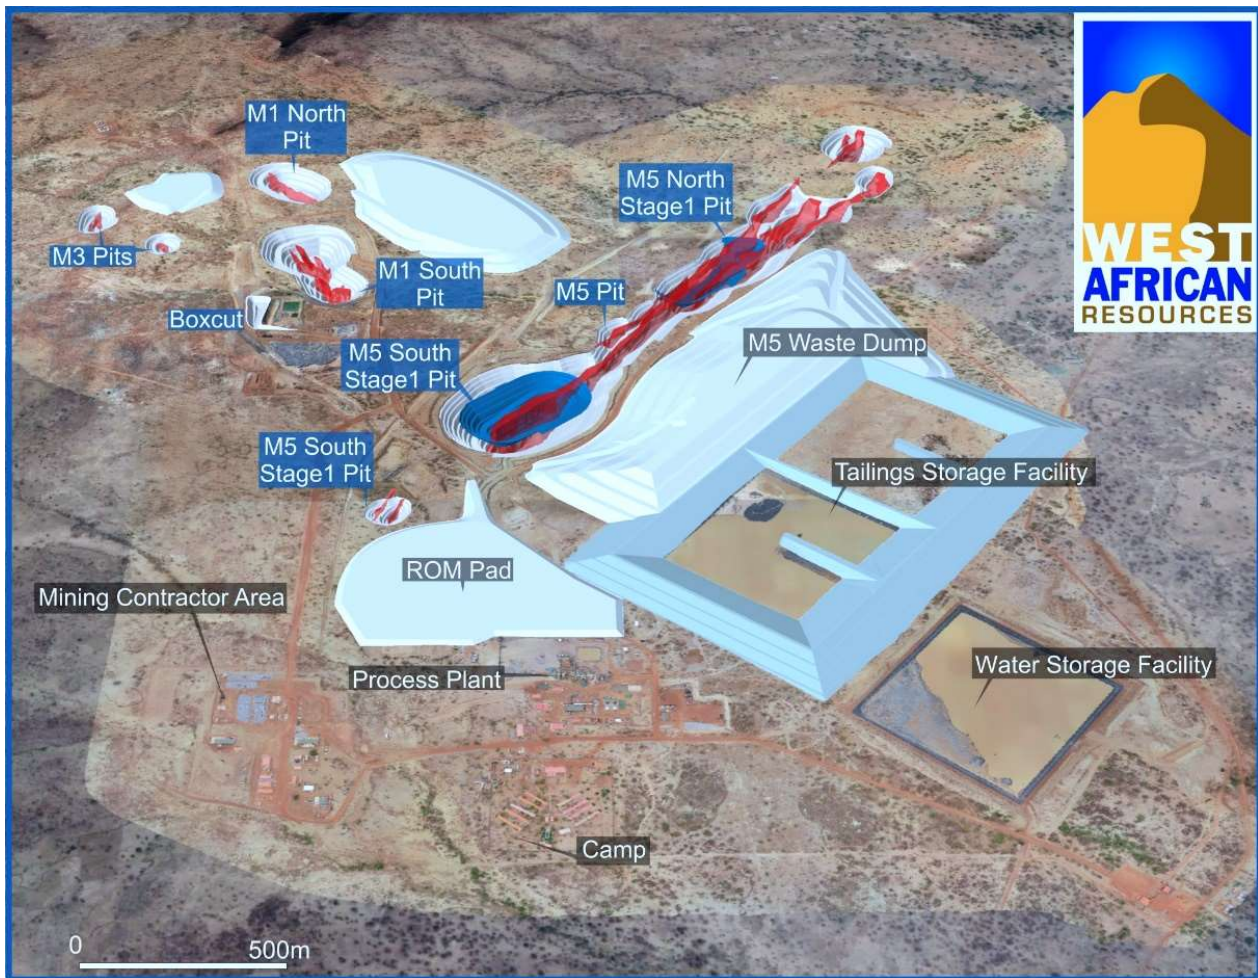 WEST
AFRICAN
RESOURCES
M1 North
Pit
M5 North
Stage1 Pit
M3 Pits
M1 South
Pit
Boxcut
M5 Pit
M5 South
Stage1 Pit
M5 Waste Dump
M5 South
Stage1 Pit
Tailings Storage Facility
ROM Pad
Mining Contractor Area
Process Plant
Water Storage Facility
Camp
0
500m